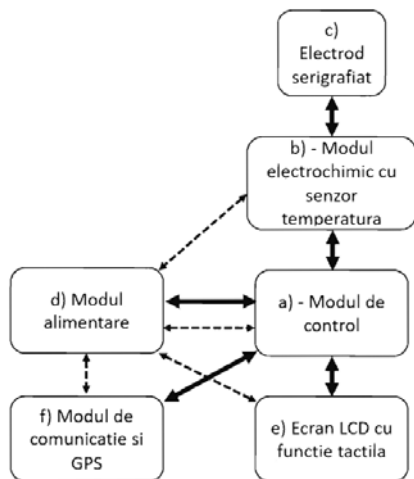 c)
Electrod
serigrafiat
b) - Modul
electrochimic cu
senzor
temperatura
d) Modul
alimentare
a) - Modul de
control
f) Modul de
comunicatie si
GPS
e) Ecran LCD cu
functie tactila